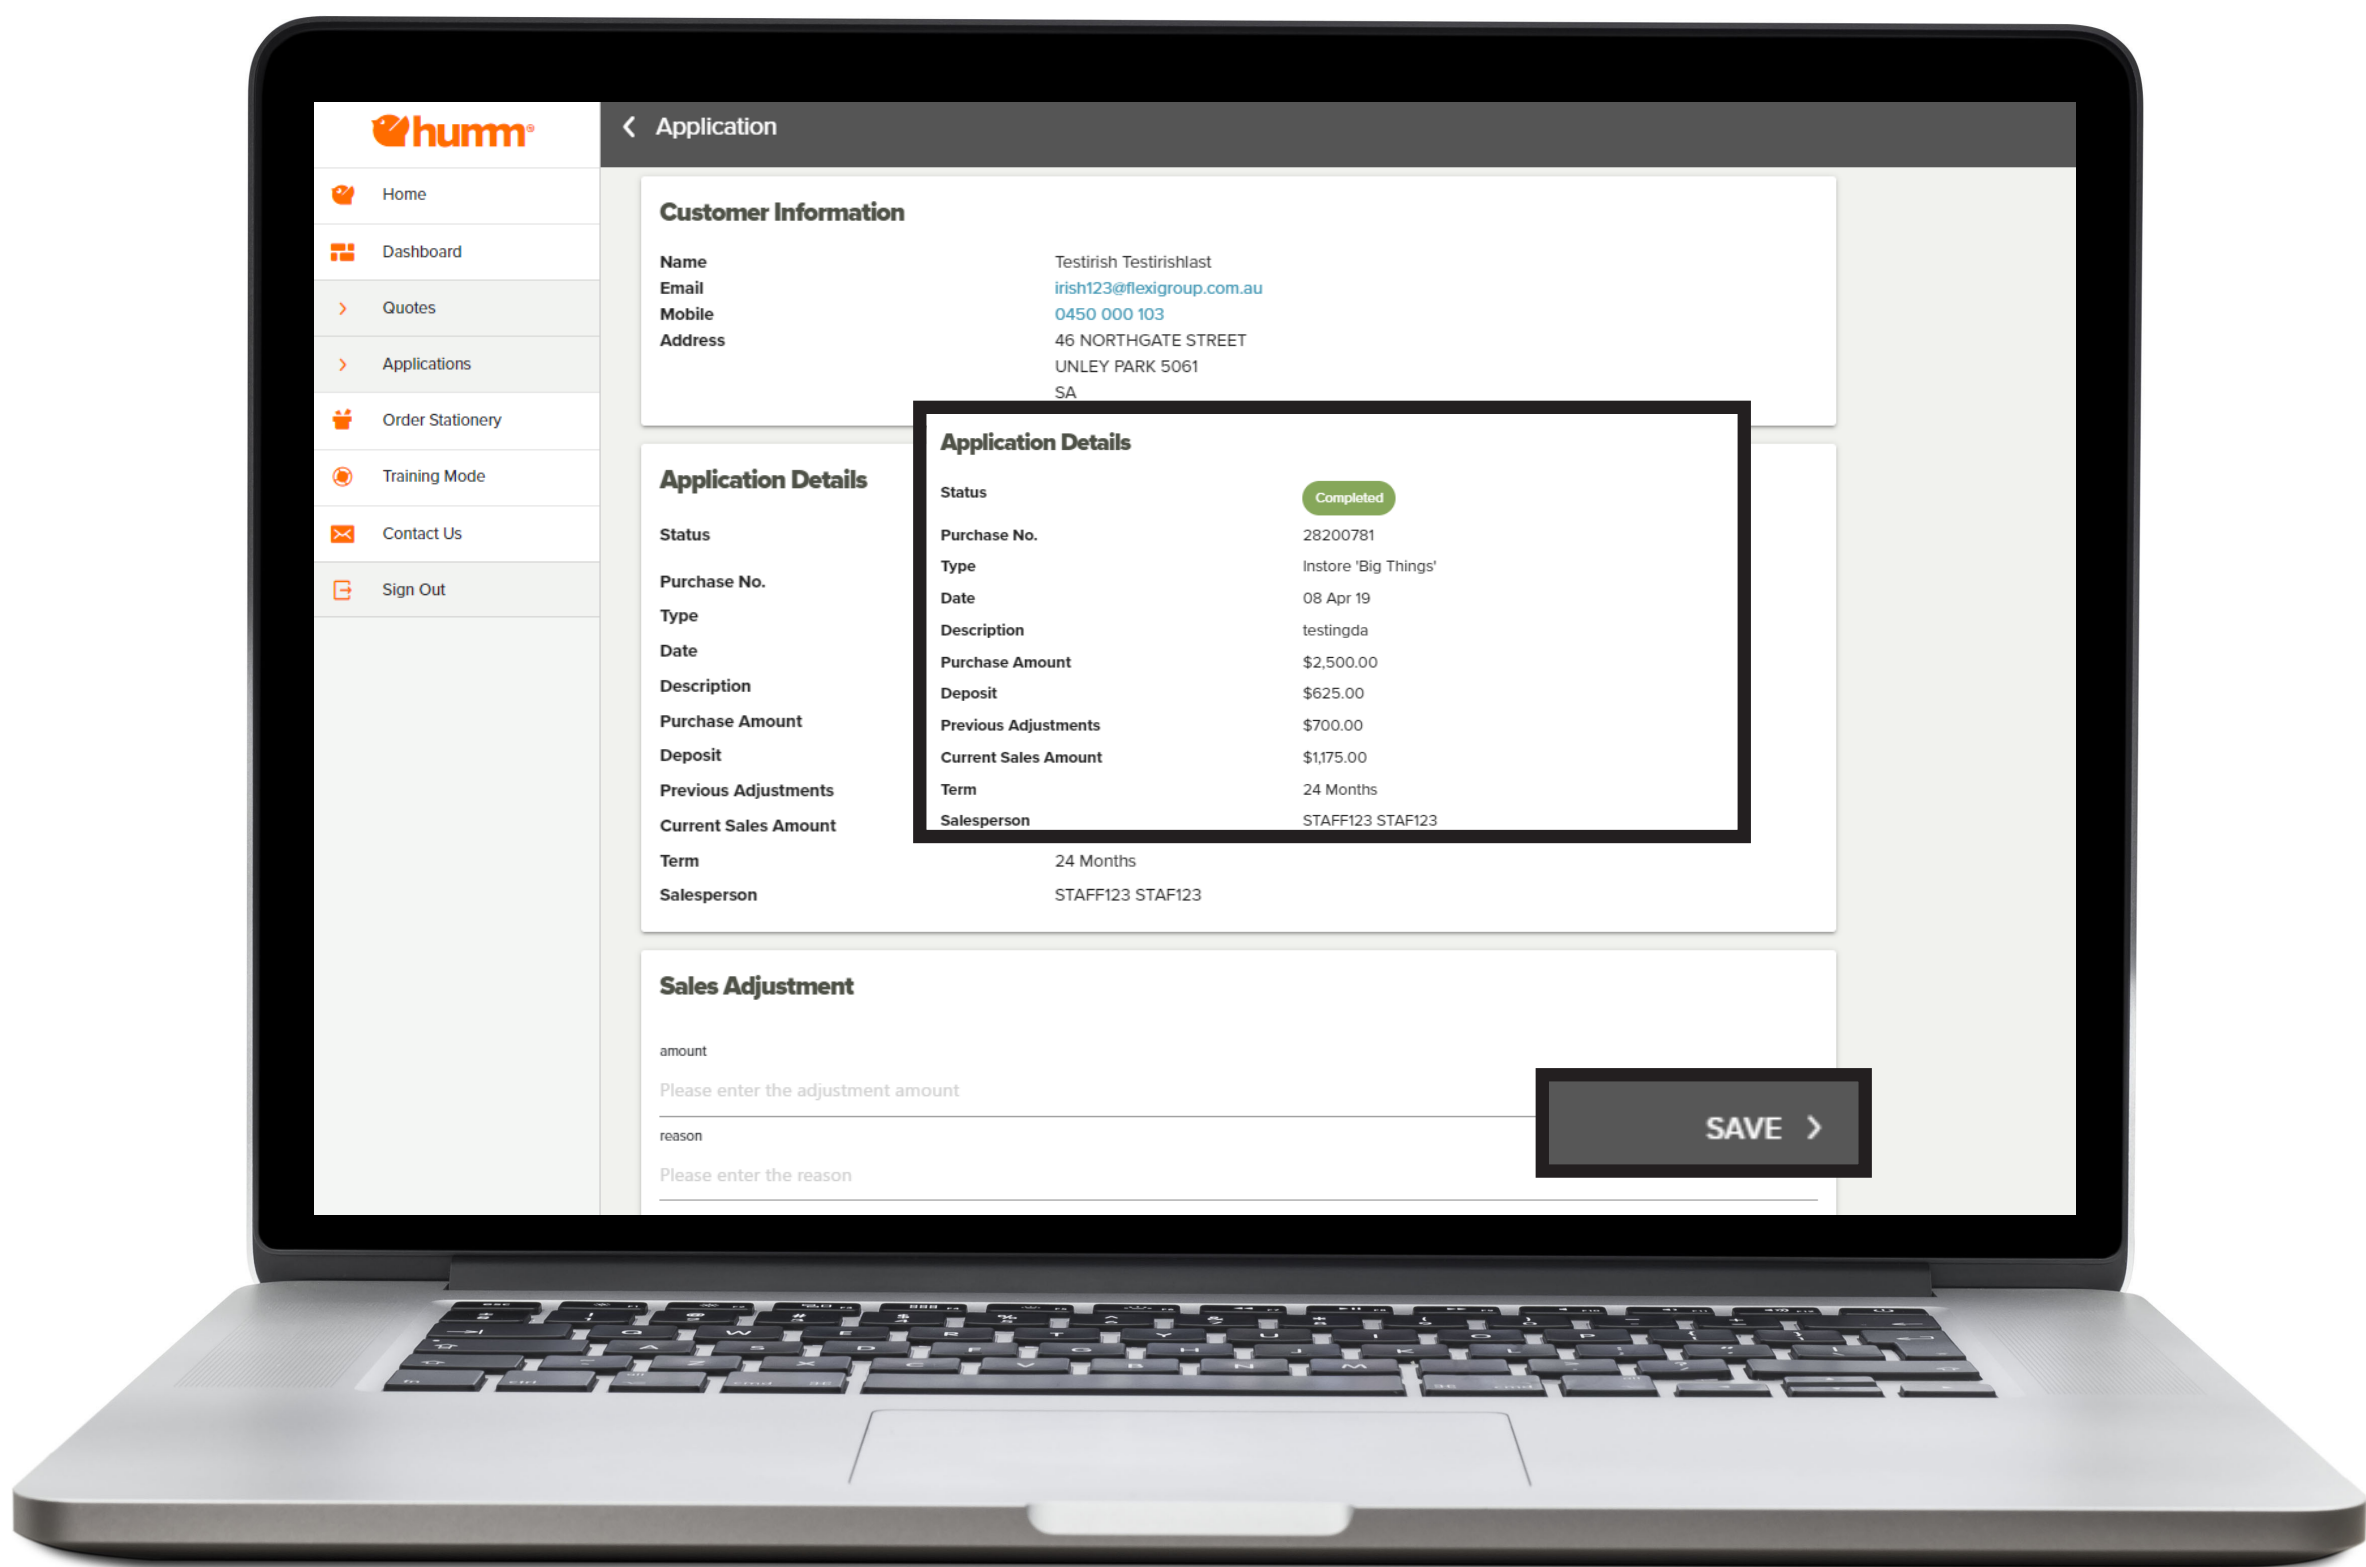 humm®
Application
Home
Dashboard
Quotes
Applications
Order Stationery
Training Mode
Contact Us
Sign Out
Customer Information
Name Testirish Testirishlast
Email irish123@flexigroup.com.au
Mobile 0450 000 103
Address 46 NORTHGATE STREET
UNLEY PARK 5061
SA
Application Details
Status
Purchase No.
Type
Date
Description
Purchase Amount
Deposit
Previous Adjustments
Current Sales Amount
Term 24 Months
Salesperson STAFF123 STAF123
Application Details
Status Completed
Purchase No. 28200781
Type Instore 'Big Things'
Date 08 Apr 19
Description testingda
Purchase Amount $2,500.00
Deposit $625.00
Previous Adjustments $700.00
Current Sales Amount $1,175.00
Term 24 Months
Salesperson STAFF123 STAF123
Sales Adjustment
amount
Please enter the adjustment amount
reason
Please enter the reason
SAVE